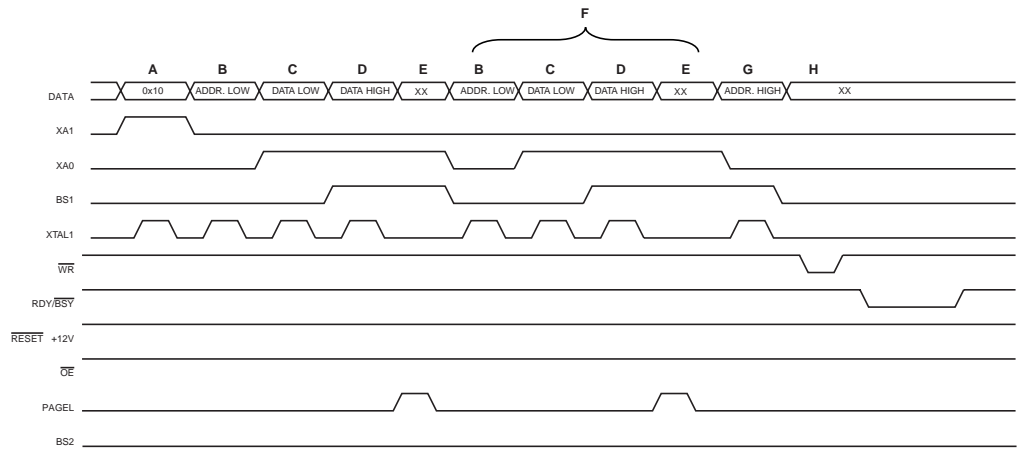 F
A B C D E B C D E G H
DATA 0x10 ADDR. LOW DATA LOW DATA HIGH XX ADDR. LOW DATA LOW DATA HIGH XX ADDR. HIGH XX
XA1
XA0
BS1
XTAL1
WR
RDY/BSY
RESET +12V
OE
PAGEL
BS2